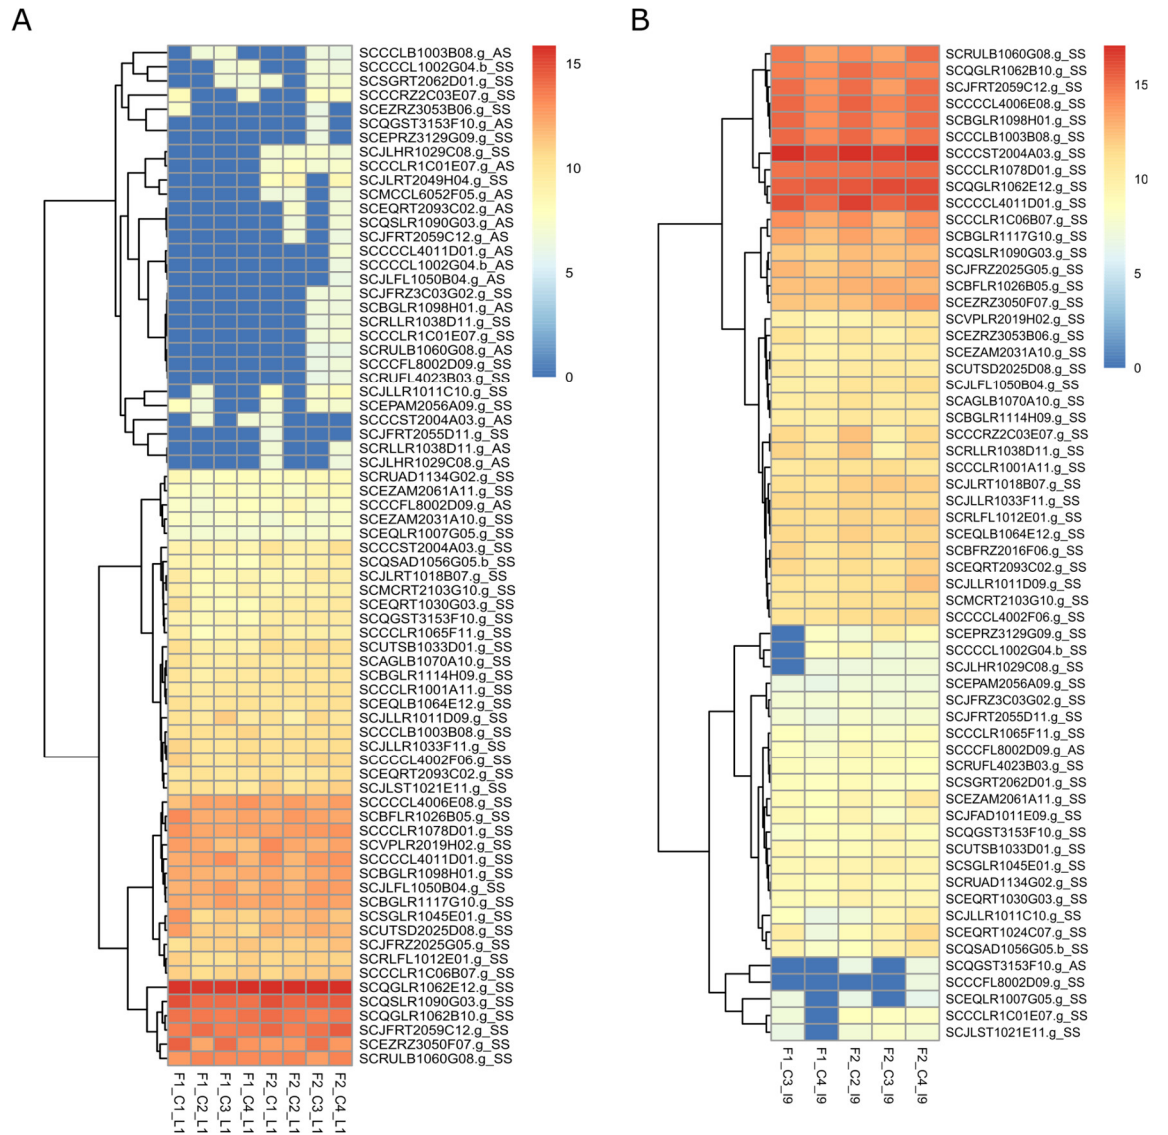 A
SCCCLB1003B08.g_AS
SCCCCL1002G04.b_SS
SCSGRT2062D01.g_SS
SCCCRZ2C03E07.g_SS
SCEZRZ3053B06.g_SS
SCQGST3153F10.g_AS
SCEPRZ3129G09.g_SS
SCJLHR1029C08.g_SS
SCCCLR1C01E07.g_AS
SCJLRT2049H04.g_SS
SCMCCL6052F05.g_AS
SCEQRT2093C02.g_AS
SCQSLR1090G03.g_AS
SCJFRT2059C12.g_AS
SCCCCL4011D01.g_AS
SCCCCL1002G04.b_AS
SCJLFL1050B04.g_AS
SCJFRZ3C03G02.g_SS
SCBGLR1098H01.g_AS
SCRLLR1038D11.g_SS
SCCCLR1C01E07.g_SS
SCRULB1060G08.g_AS
SCCCFL8002D09.g_SS
SCRUFL4023B03.g_SS
SCJLLR1011C10.g_SS
SCEPAM2056A09.g_SS
SCCCST2004A03.g_AS
SCJFRT2055D11.g_SS
SCRLLR1038D11.g_AS
SCJLHR1029C08.g_AS
SCRUAD1134G02.g_SS
SCEZAM2061A11.g_SS
SCCCFL8002D09.g_AS
SCEZAM2031A10.g_SS
SCEQLR1007G05.g_SS
SCCCST2004A03.g_SS
SCQSAD1056G05.b_SS
SCJLRT1018B07.g_SS
SCMCRT2103G10.g_SS
SCEQRT1030G03.g_SS
SCQGST3153F10.g_SS
SCCCLR1065F11.g_SS
SCUTSB1033D01.g_SS
SCAGLB1070A10.g_SS
SCBGLR1114H09.g_SS
SCCCLR1001A11.g_SS
SCEQLB1064E12.g_SS
SCJLLR1011D09.g_SS
SCCCLB1003B08.g_SS
SCJLLR1033F11.g_SS
SCCCCL4002F06.g_SS
SCEQRT2093C02.g_SS
SCJLST1021E11.g_SS
SCCCCL4006E08.g_SS
SCBFLR1026B05.g_SS
SCCCLR1078D01.g_SS
SCVPLR2019H02.g_SS
SCCCCL4011D01.g_SS
SCBGLR1098H01.g_SS
SCJLFL1050B04.g_SS
SCBGLR1117G10.g_SS
SCSGLR1045E01.g_SS
SCUTSD2025D08.g_SS
SCJFRZ2025G05.g_SS
SCRLFL1012E01.g_SS
SCCCLR1C06B07.g_SS
SCQGLR1062E12.g_SS
SCQSLR1090G03.g_SS
SCQGLR1062B10.g_SS
SCJFRT2059C12.g_SS
SCEZRZ3050F07.g_SS
SCRULB1060G08.g_SS
F1_C1_L1
F1_C2_L1
F1_C3_L1
F1_C4_L1
F2_C1_L1
F2_C2_L1
F2_C3_L1
F2_C4_L1
15
10
5
0
B
SCRULB1060G08.g_SS
SCQGLR1062B10.g_SS
SCJFRT2059C12.g_SS
SCCCCL4006E08.g_SS
SCBGLR1098H01.g_SS
SCCCLB1003B08.g_SS
SCCCST2004A03.g_SS
SCCCLR1078D01.g_SS
SCQGLR1062E12.g_SS
SCCCCL4011D01.g_SS
SCCCLR1C06B07.g_SS
SCBGLR1117G10.g_SS
SCQSLR1090G03.g_SS
SCJFRZ2025G05.g_SS
SCBFLR1026B05.g_SS
SCEZRZ3050F07.g_SS
SCVPLR2019H02.g_SS
SCEZRZ3053B06.g_SS
SCEZAM2031A10.g_SS
SCUTSD2025D08.g_SS
SCJLFL1050B04.g_SS
SCAGLB1070A10.g_SS
SCBGLR1114H09.g_SS
SCCCRZ2C03E07.g_SS
SCRLLR1038D11.g_SS
SCCCLR1001A11.g_SS
SCJLRT1018B07.g_SS
SCJLLR1033F11.g_SS
SCRLFL1012E01.g_SS
SCEQLB1064E12.g_SS
SCBFRZ2016F06.g_SS
SCEQRT2093C02.g_SS
SCJLLR1011D09.g_SS
SCMCRT2103G10.g_SS
SCCCCL4002F06.g_SS
SCEPRZ3129G09.g_SS
SCCCCL1002G04.b_SS
SCJLHR1029C08.g_SS
SCEPAM2056A09.g_SS
SCJFRZ3C03G02.g_SS
SCJFRT2055D11.g_SS
SCCCLR1065F11.g_SS
SCCCFL8002D09.g_AS
SCRUFL4023B03.g_SS
SCSGRT2062D01.g_SS
SCEZAM2061A11.g_SS
SCJFAD1011E09.g_SS
SCQGST3153F10.g_SS
SCUTSB1033D01.g_SS
SCSGLR1045E01.g_SS
SCRUAD1134G02.g_SS
SCEQRT1030G03.g_SS
SCJLLR1011C10.g_SS
SCEQRT1024C07.g_SS
SCQSAD1056G05.b_SS
SCQGST3153F10.g_AS
SCCCFL8002D09.g_SS
SCEQLR1007G05.g_SS
SCCCLR1C01E07.g_SS
SCJLST1021E11.g_SS
F1_C3_I9
F1_C4_I9
F2_C2_I9
F2_C3_I9
F2_C4_I9
15
10
5
0